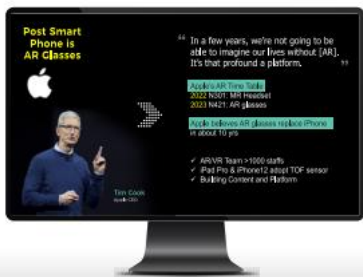 Post Smart
Phone is
AR Glasses
Tim Cook
Apple CEO
“ In a few years, we're not going to be
able to imagine our lives without [AR].
It's that profound a platform. ”
Apple's AR Time Table
2022 N301: MR Headset
2023 N421: AR glasses
Apple believes AR glasses replace iPhone
in about 10 yrs
✓ AR/VR Team >1000 staffs
✓ iPad Pro & iPhone12 adopt TOF sensor
✓ Building Content and Platform